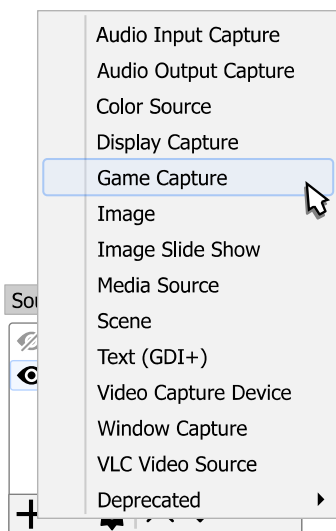 Audio Input Capture
Audio Output Capture
Color Source
Display Capture
Game Capture
Image
Image Slide Show
Media Source
Scene
Text (GDI+)
Video Capture Device
Window Capture
VLC Video Source
Deprecated